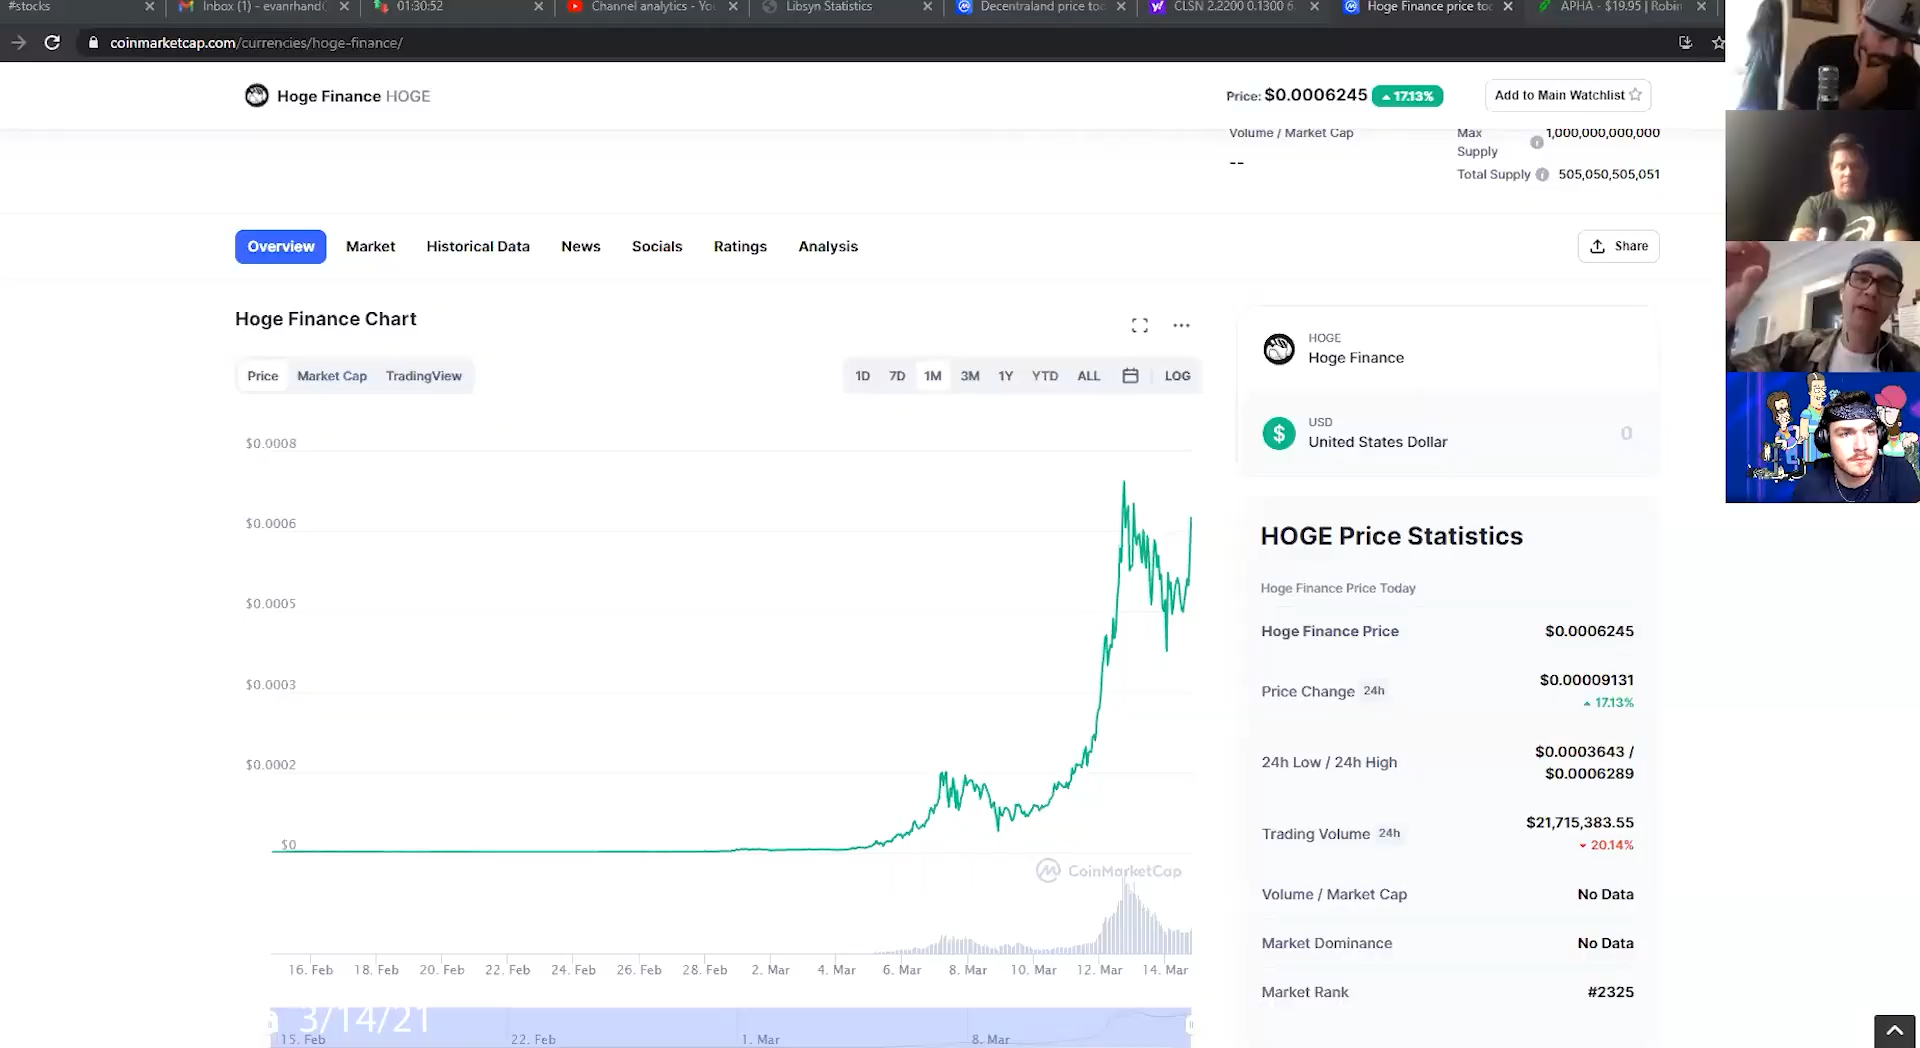 #stocks
Inbox (1) - evanrhand
01:30:52
Channel analytics - Yo
Libsyn Statistics
Decentraland price to
CLSN 2.2200 0.1300 6
Hoge Finance price to
APHA - $19.95 | Robin
coinmarketcap.com/currencies/hoge-finance/
Hoge Finance HOGE
Price: $0.0006245 17.13%
Add to Main Watchlist
Volume / Market Cap
--
Max Supply 1,000,000,000,000
Total Supply 505,050,505,051
Overview Market Historical Data News Socials Ratings Analysis
Share
Hoge Finance Chart
Price Market Cap TradingView
1D 7D 1M 3M 1Y YTD ALL LOG
$0.0008
$0.0006
$0.0005
$0.0003
$0.0002
$0
CoinMarketCap
16. Feb 18. Feb 20. Feb 22. Feb 24. Feb 26. Feb 28. Feb 2. Mar 4. Mar 6. Mar 8. Mar 10. Mar 12. Mar 14. Mar
3/14/21
15. Feb 22. Feb 1. Mar 8. Mar
HOGE
Hoge Finance
$
USD
United States Dollar
0
HOGE Price Statistics
Hoge Finance Price Today
Hoge Finance Price $0.0006245
Price Change 24h $0.00009131
17.13%
24h Low / 24h High $0.0003643 /
$0.0006289
Trading Volume 24h $21,715,383.55
20.14%
Volume / Market Cap No Data
Market Dominance No Data
Market Rank #2325